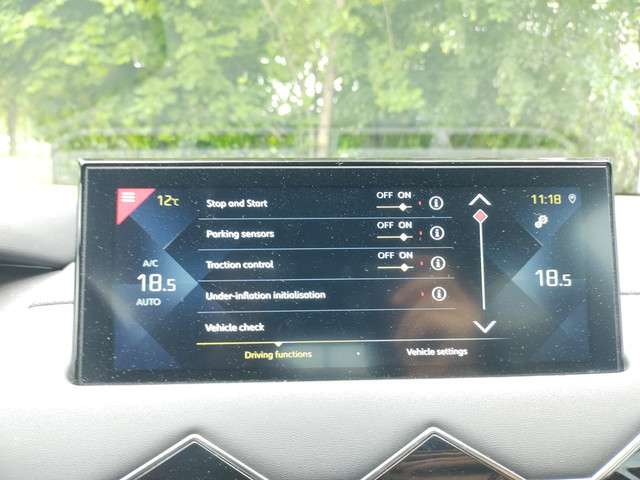 12°C
11:18
Stop and Start OFF ON
Parking sensors OFF ON
Traction control OFF ON
Under-inflation initialisation
Vehicle check
A/C
18.5
AUTO
18.5
Driving functions
Vehicle settings